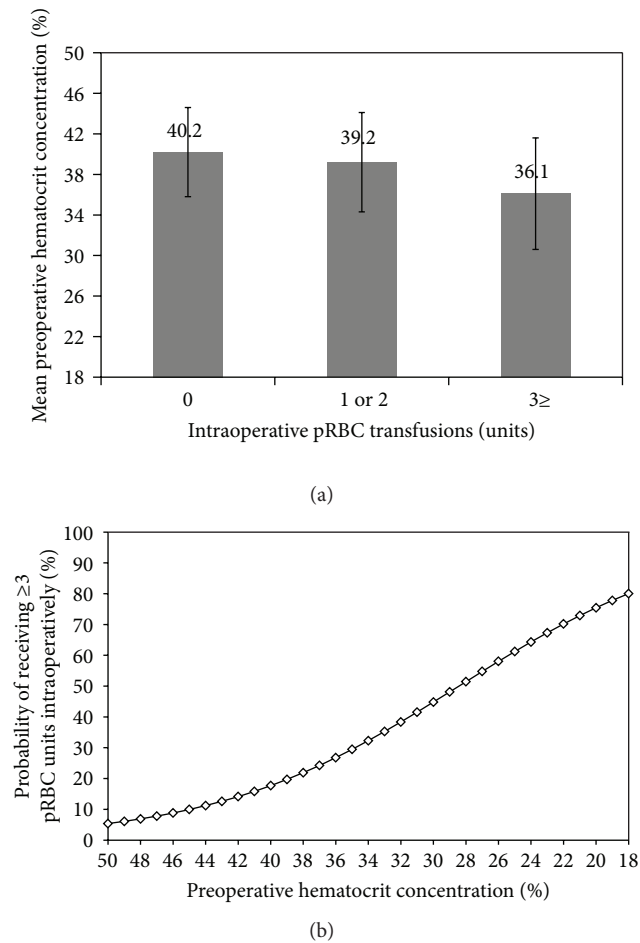 Mean preoperative hematocrit concentration (%)
50
46
42
38
34
30
26
22
18
40.2
39.2
36.1
0
1 or 2
3≥
Intraoperative pRBC transfusions (units)
(a)
Probability of receiving ≥3
pRBC units intraoperatively (%)
100
90
80
70
60
50
40
30
20
10
0
50 48 46 44 42 40 38 36 34 32 30 28 26 24 22 20 18
Preoperative hematocrit concentration (%)
(b)